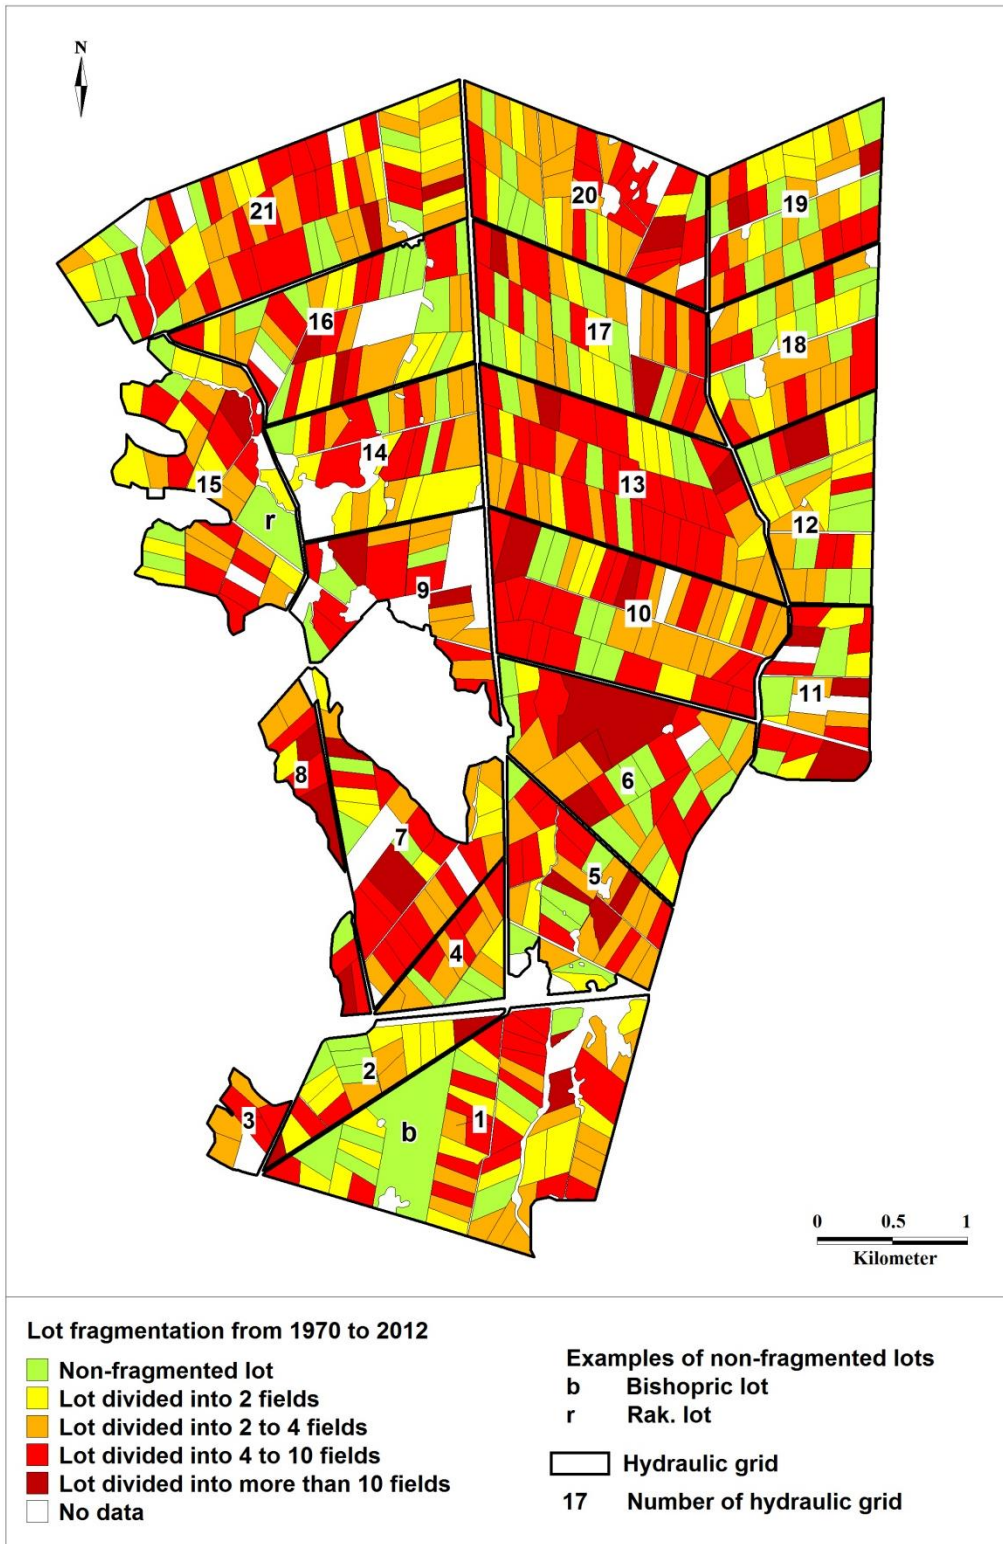 N
20
19
21
16
17
18
14
13
15
r
12
9
10
11
8
6
7
5
4
2
3
1
b
0 0.5 1
Kilometer
Lot fragmentation from 1970 to 2012
Non-fragmented lot
Lot divided into 2 fields
Lot divided into 2 to 4 fields
Lot divided into 4 to 10 fields
Lot divided into more than 10 fields
No data
Examples of non-fragmented lots
b Bishopric lot
r Rak. lot
Hydraulic grid
17 Number of hydraulic grid